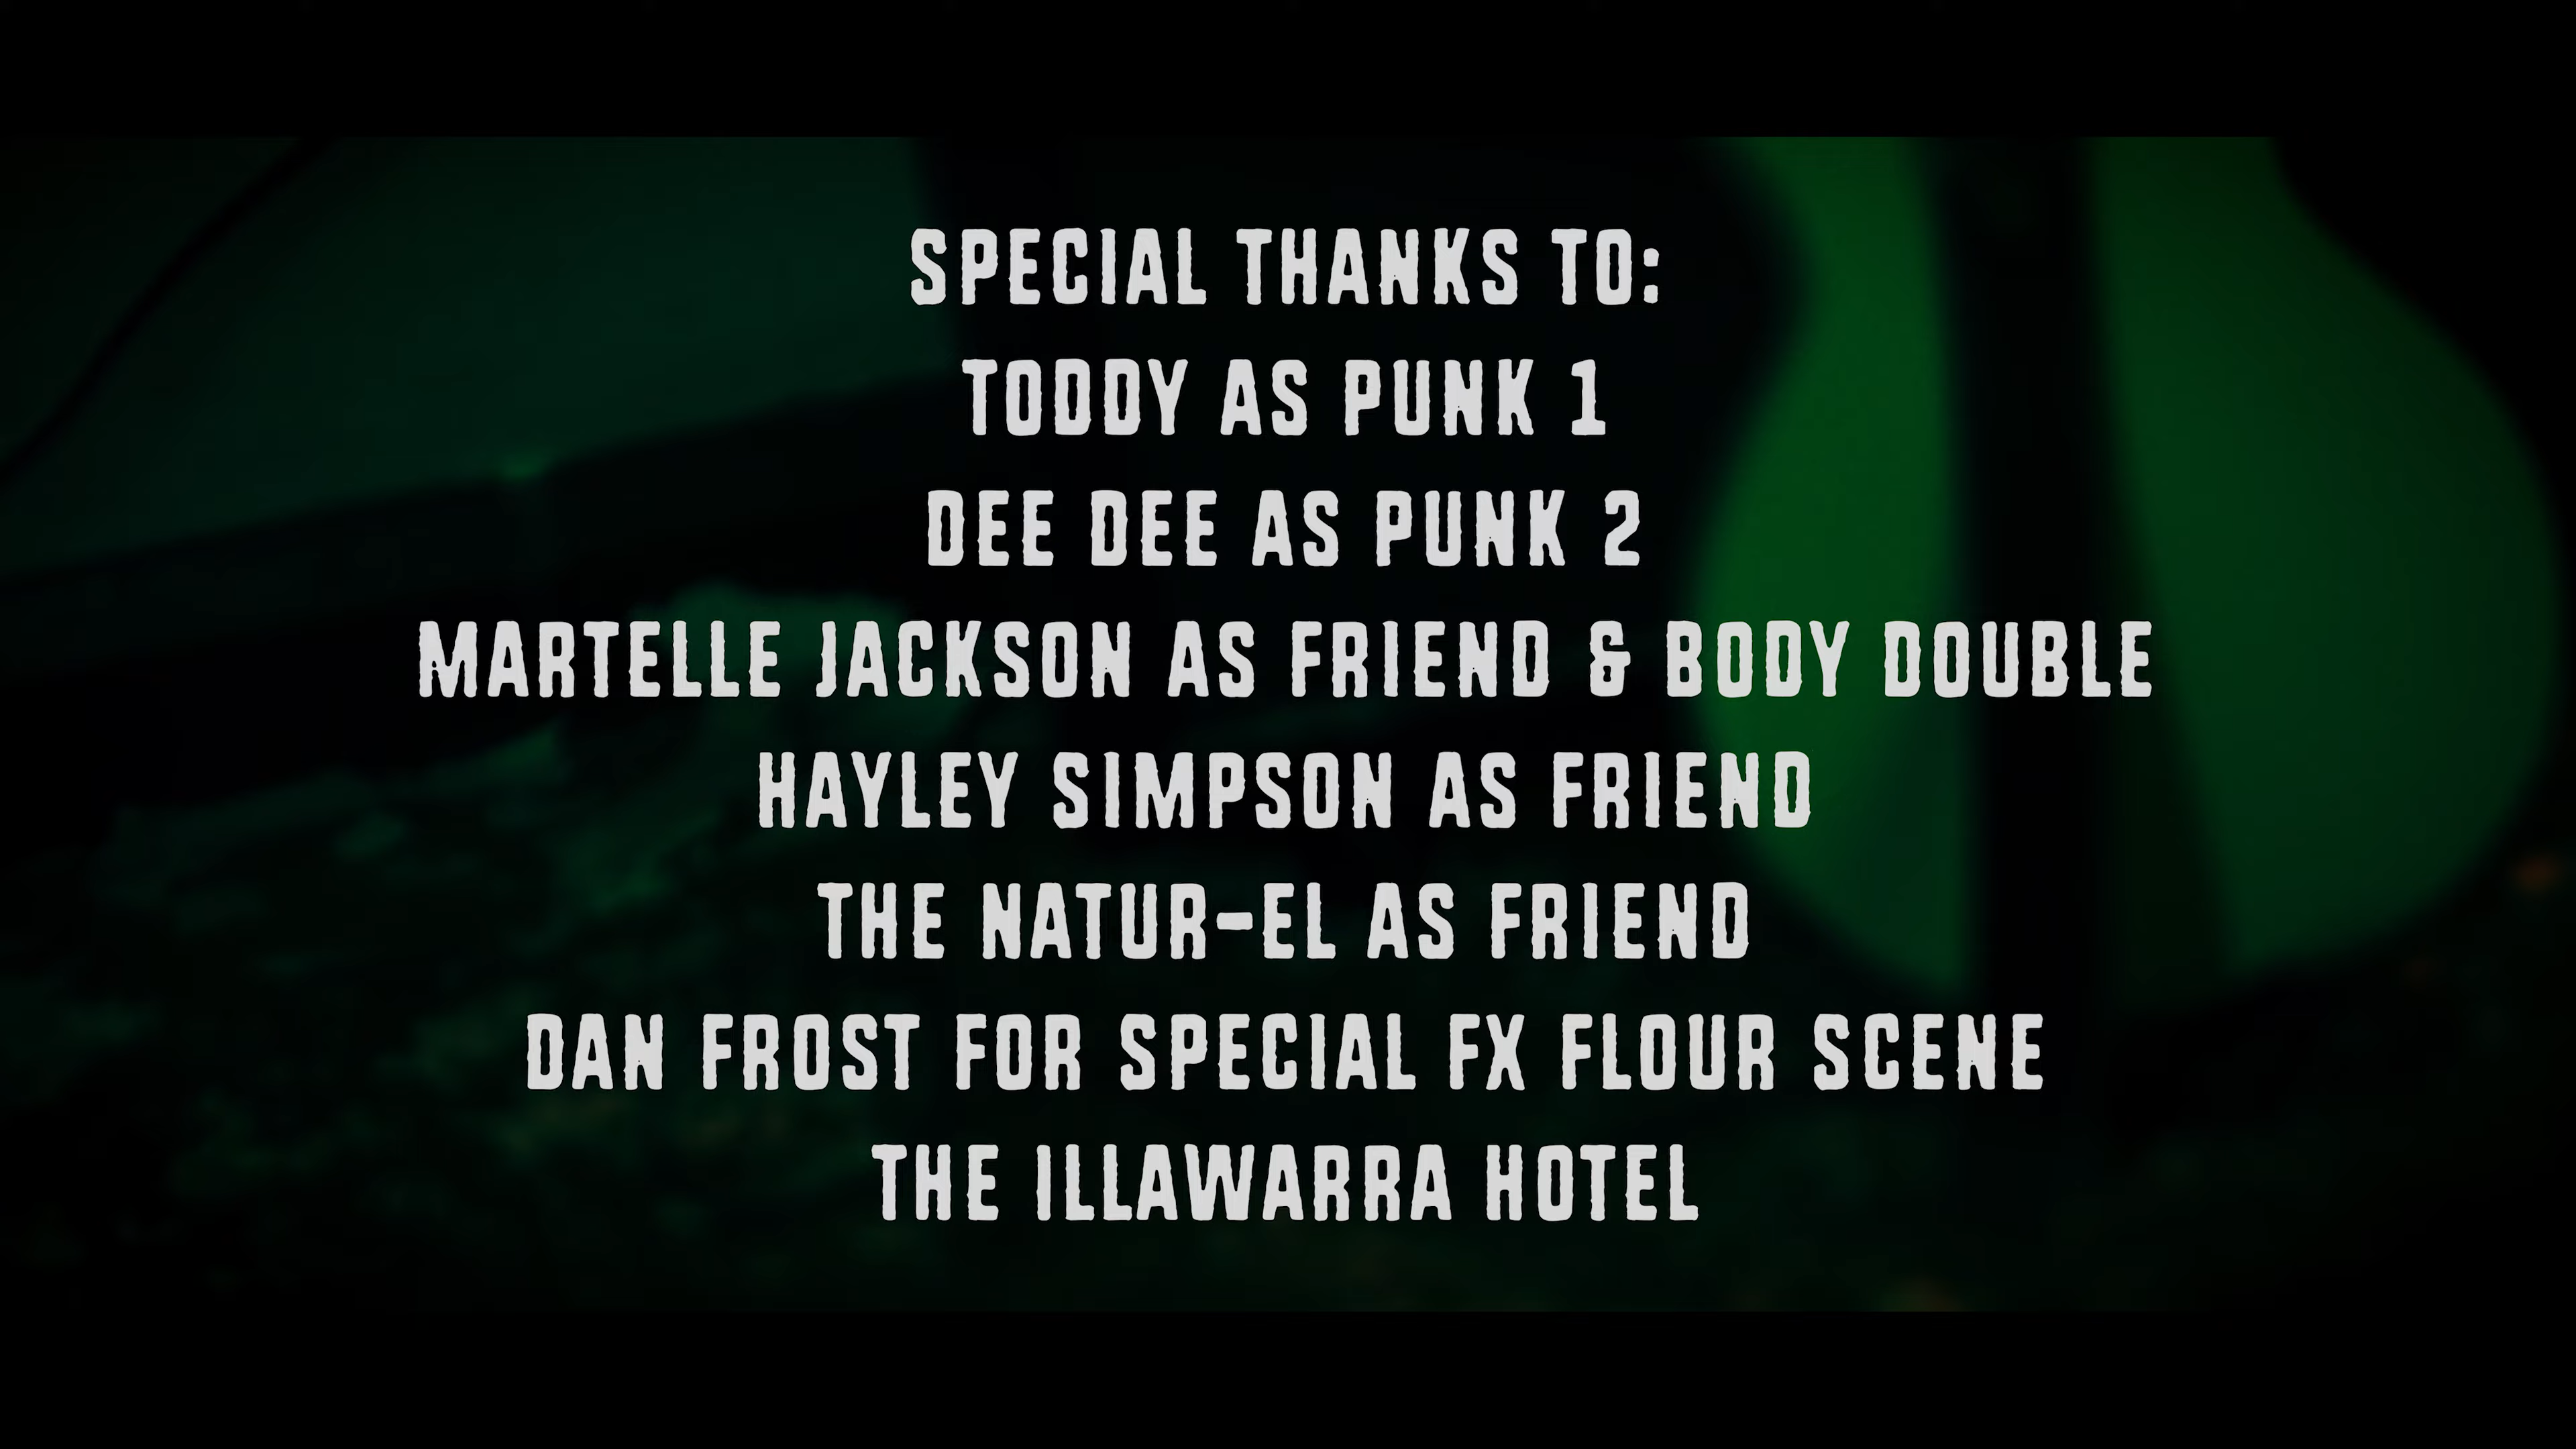 SPECIAL THANKS TO:
TODDY AS PUNK 1
DEE DEE AS PUNK 2
MARTELLE JACKSON AS FRIEND & BODY DOUBLE
HAYLEY SIMPSON AS FRIEND
THE NATUR-EL AS FRIEND
DAN FROST FOR SPECIAL FX FLOUR SCENE
THE ILLAWARRA HOTEL